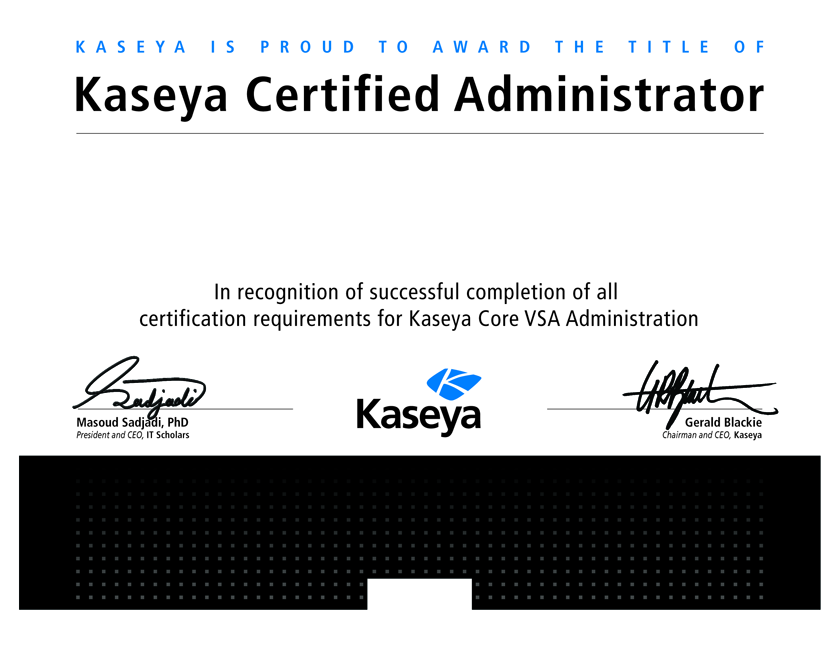 KASEYA IS PROUD TO AWARD THE TITLE OF
Kaseya Certified Administrator
In recognition of successful completion of all
certification requirements for Kaseya Core VSA Administration
Sadjadi
Kaseya
Masoud Sadjadi, PhD
President and CEO, IT Scholars
Gerald Blackie
Chairman and CEO, Kaseya